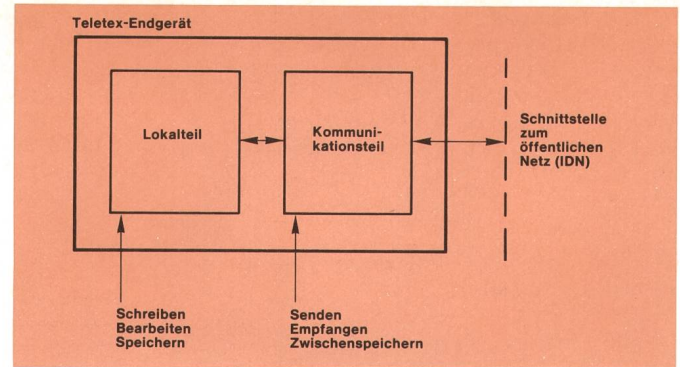 Teletex-Endgerät
Lokalteil
Kommuni-
kationsteil
Schnittstelle
zum
öffentlichen
Netz (IDN)
Schreiben
Bearbeiten
Speichern
Senden
Empfangen
Zwischenspeichern